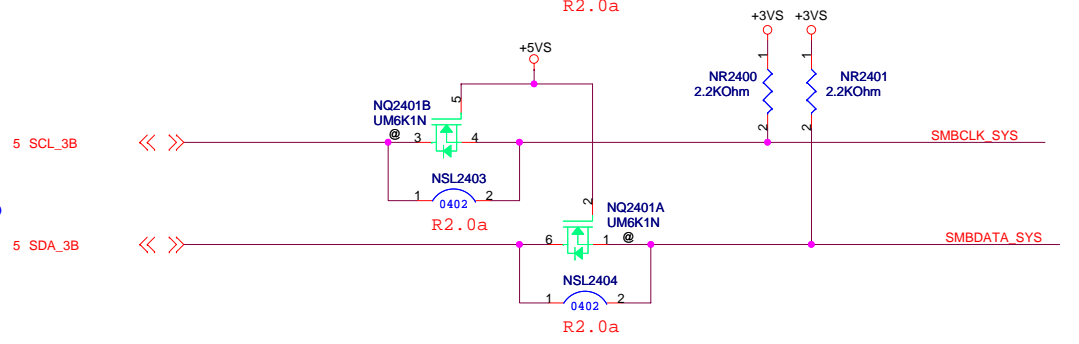 R2.0a
+3VS +3VS
+5VS
1 1
NR2400 NR2401
2.2KOhm 2.2KOhm
NQ2401B
UM6K1N
5
@
2 2
5 SCL_3B
3 4
SMBCLK_SYS
NSL2403
1 2
0402
R2.0a
2
NQ2401A
UM6K1N
5 SDA_3B
6 1 @
SMBDATA_SYS
NSL2404
1 2
0402
R2.0a